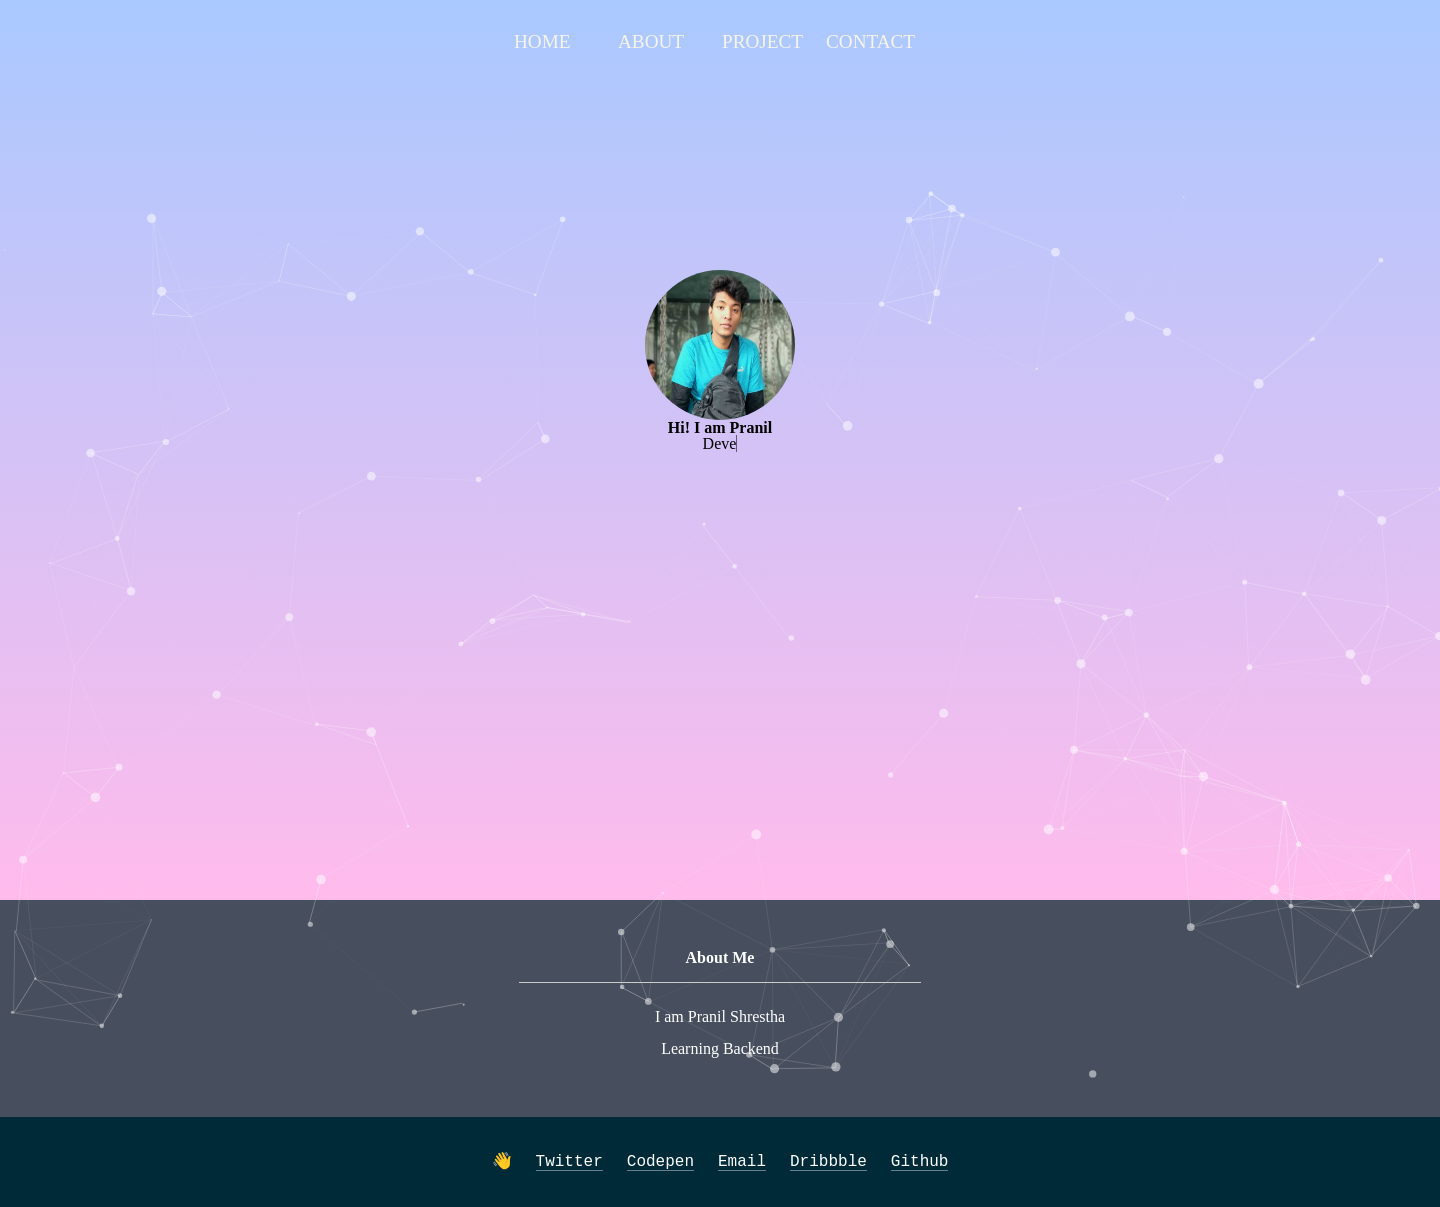 HOME ABOUT PROJECT CONTACT
Hi! I am Pranil
Deve
About Me
I am Pranil Shrestha
Learning Backend
👋 Twitter Codepen Email Dribbble Github